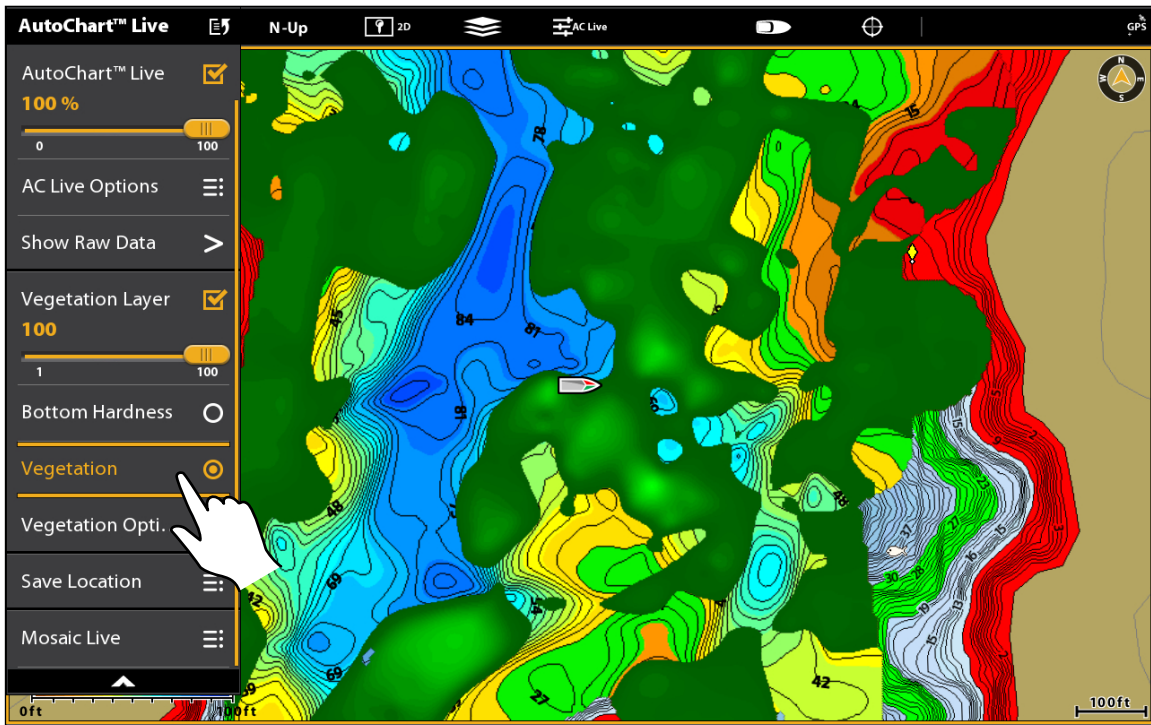 AutoChart™ Live
N-Up
2D
AC Live
GPS
AutoChart™ Live
100 %
0 100
AC Live Options
Show Raw Data
Vegetation Layer
100
1 100
Bottom Hardness
Vegetation
Vegetation Opti.
Save Location
Mosaic Live
0ft 100ft
100ft
N
W E
S
78
15
45
84
81
81
48
69
42
69
54
27
48
42
15
23
27
37
15
16
30
28
19
13
15
5
9
2
3
2